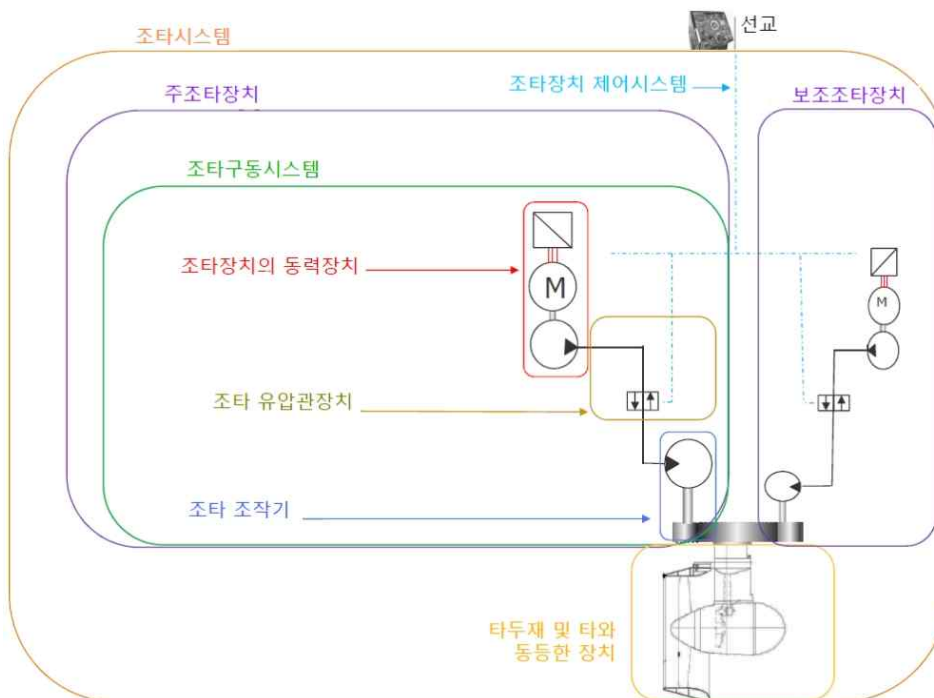 조타시스템
선교
주조타장치
조타장치 제어시스템
보조조타장치
조타구동시스템
조타장치의 동력장치
M
M
조타 유압관장치
조타 조작기
타두재 및 타와
동등한 장치